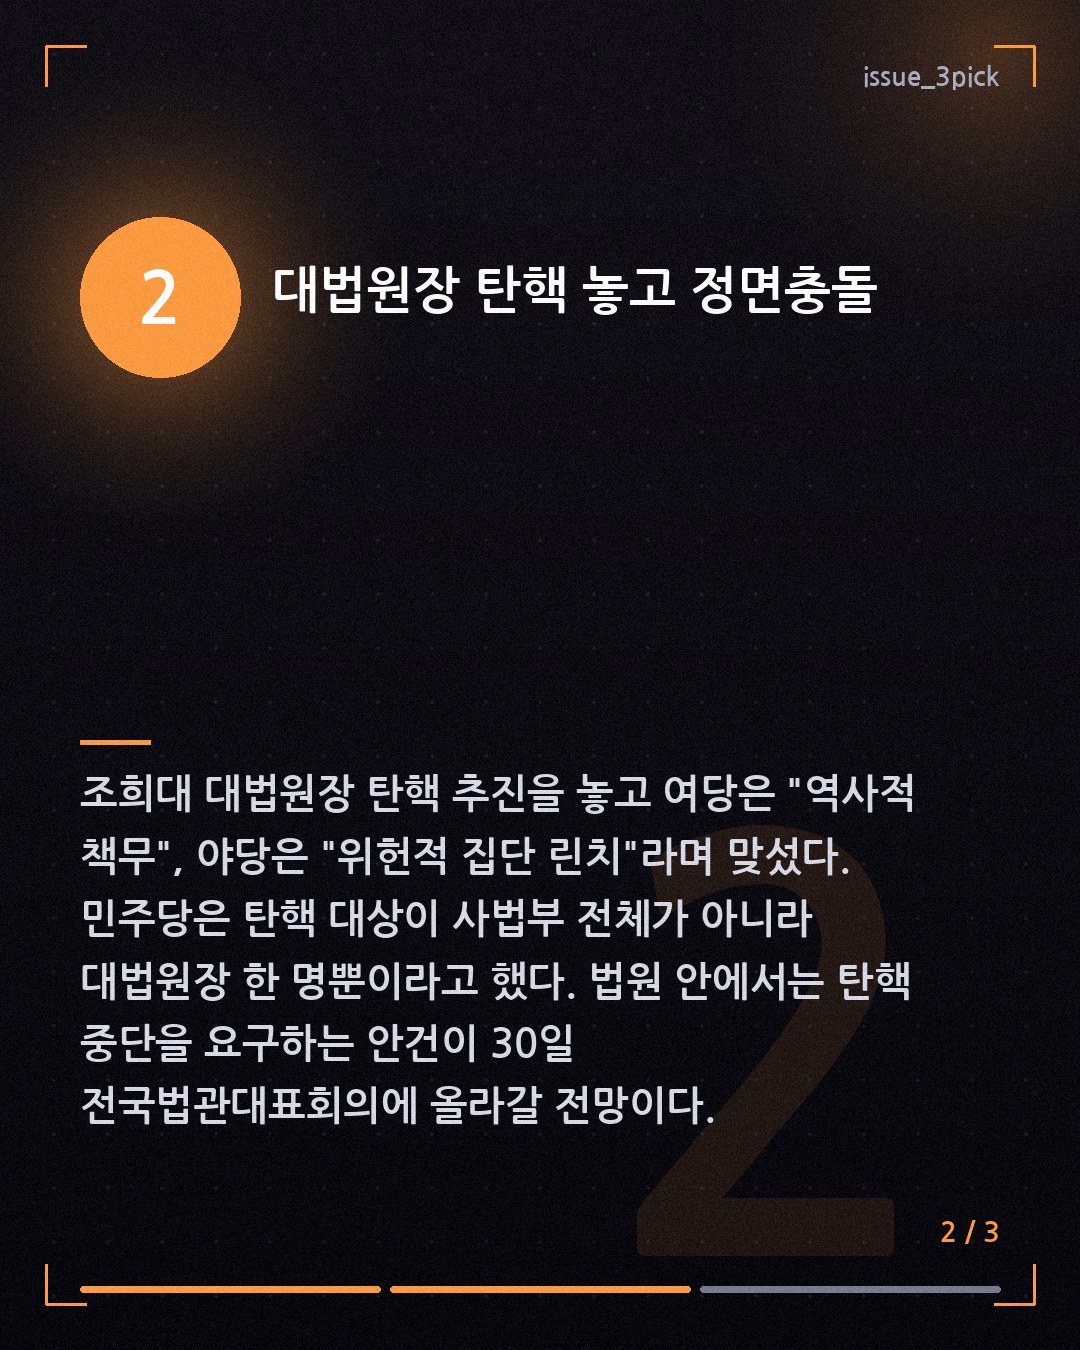 issue_3pick
2
대법원장 탄핵 놓고 정면충돌
조희대 대법원장 탄핵 추진을 놓고 여당은 "역사적
책무", 야당은 "위헌적 집단 린치"라며 맞섰다.
민주당은 탄핵 대상이 사법부 전체가 아니라
대법원장 한 명뿐이라고 했다. 법원 안에서는 탄핵
중단을 요구하는 안건이 30일
전국법관대표회의에 올라갈 전망이다.
2
2 / 3